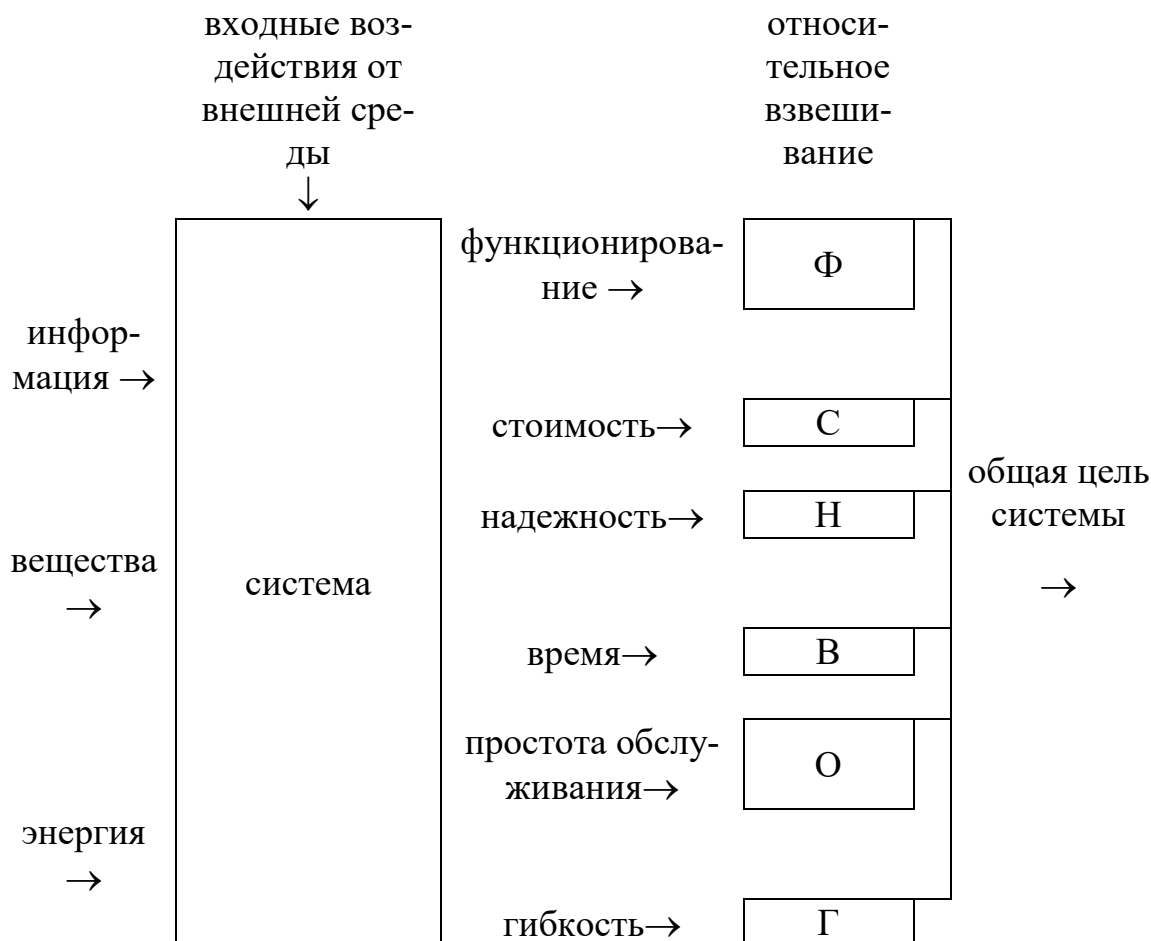 входные воз-
действия от
внешней сре-
ды
↓
относи-
тельное
взвеши-
вание
инфор-
мация →
вещества
→
энергия
→
система
функционирова-
ние →
Ф
стоимость→
С
надежность→
Н
время→
В
простота обслу-
живания→
О
гибкость→
Г
общая цель
системы
→